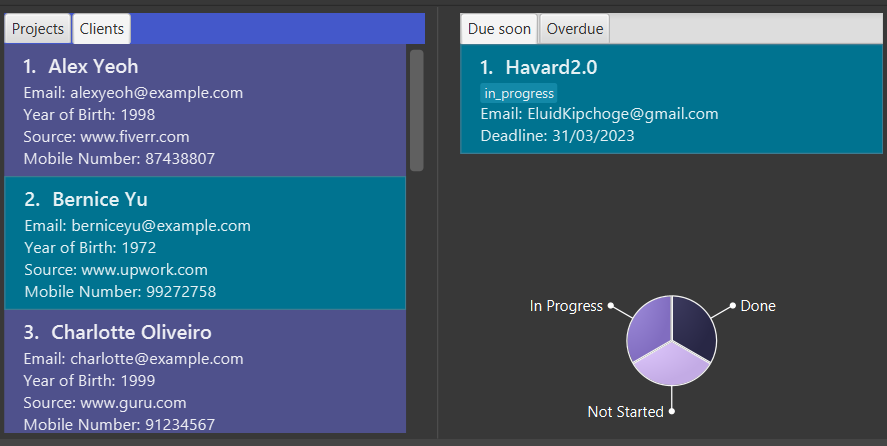 Projects Clients
1. Alex Yeoh
Email: alexyeoh@example.com
Year of Birth: 1998
Source: www.fiverr.com
Mobile Number: 87438807
2. Bernice Yu
Email: berniceyu@example.com
Year of Birth: 1972
Source: www.upwork.com
Mobile Number: 99272758
3. Charlotte Oliveiro
Email: charlotte@example.com
Year of Birth: 1999
Source: www.guru.com
Mobile Number: 91234567
Due soon Overdue
1. Havard2.0
in_progress
Email: EluidKipchoge@gmail.com
Deadline: 31/03/2023
In Progress Done
Not Started